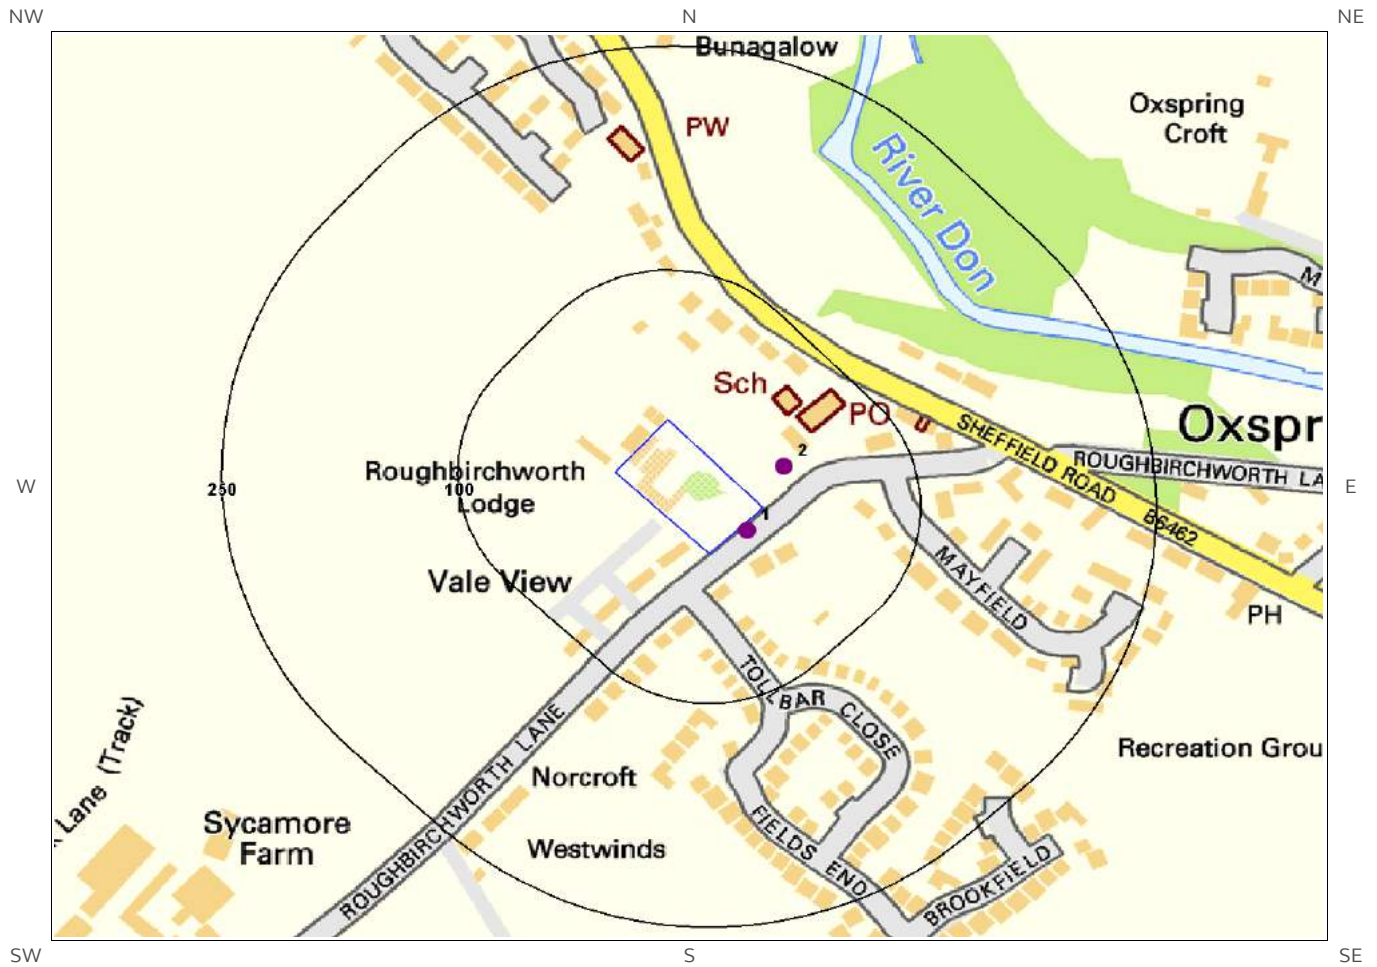 NW
N
NE
Bunagalow
Oxspring
Croft
PW
River Don
M
Sch
PO
Oxspr
SHEFFIELD ROAD
B6462
ROUGHBIRCHWORTH LA
2
W
250
100
Roughbirchworth
Lodge
1
E
Vale View
MAYFIELD
PH
TOLLBAR CLOSE
Lane (Track)
ROUGHBIRCHWORTH LANE
Recreation Grou
Norcroft
Sycamore
Farm
Westwinds
FIELDS END
BROOKFIELD
ROUGHBIRCHWORTH LANE
SW
S
SE